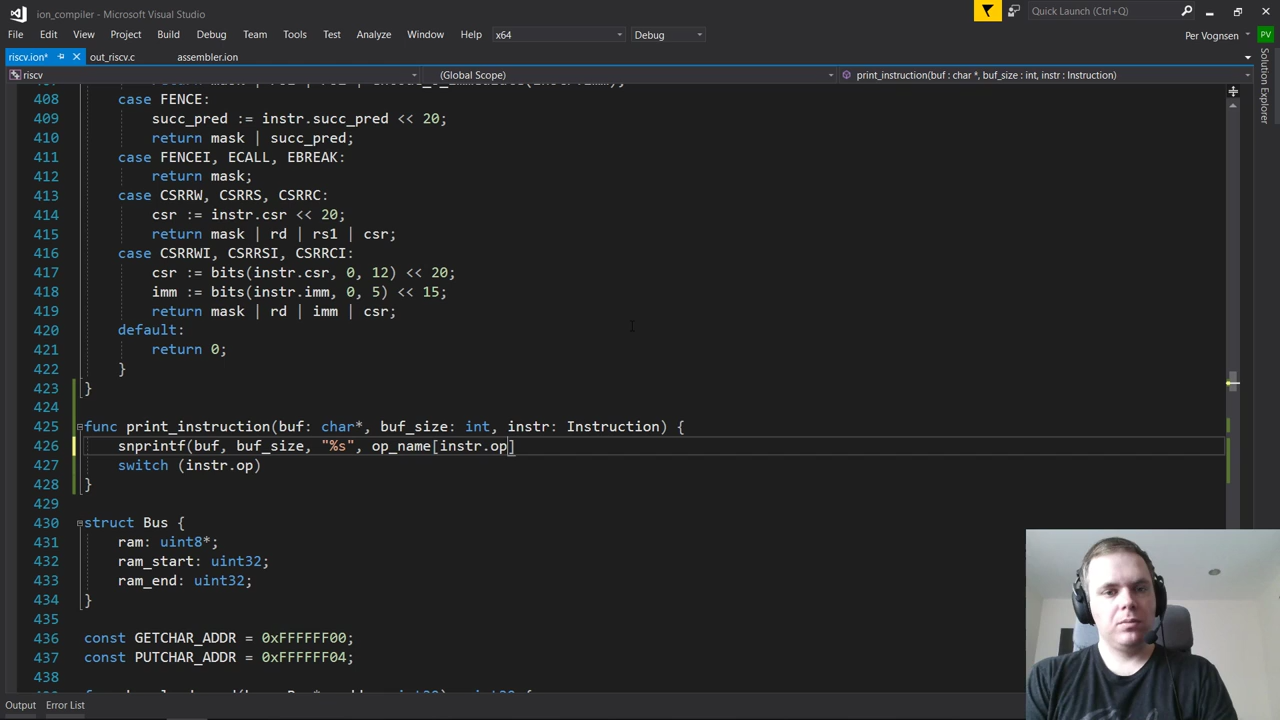 ion_compiler - Microsoft Visual Studio
Quick Launch (Ctrl+Q)
File Edit View Project Build Debug Team Tools Test Analyze Window Help x64 Debug Per Vognsen PV
riscv.ion* out_riscv.c assembler.ion
riscv (Global Scope) print_instruction(buf : char *, buf_size : int, instr : Instruction)
Solution Explorer
408 case FENCE:
409 succ_pred := instr.succ_pred << 20;
410 return mask | succ_pred;
411 case FENCEI, ECALL, EBREAK:
412 return mask;
413 case CSRRW, CSRRS, CSRRC:
414 csr := instr.csr << 20;
415 return mask | rd | rs1 | csr;
416 case CSRRWI, CSRRSI, CSRRCI:
417 csr := bits(instr.csr, 0, 12) << 20;
418 imm := bits(instr.imm, 0, 5) << 15;
419 return mask | rd | imm | csr;
420 default:
421 return 0;
422 }
423 }
424
425 func print_instruction(buf: char*, buf_size: int, instr: Instruction) {
426 snprintf(buf, buf_size, "%s", op_name[instr.op]
427 switch (instr.op)
428 }
429
430 struct Bus {
431 ram: uint8*;
432 ram_start: uint32;
433 ram_end: uint32;
434 }
435
436 const GETCHAR_ADDR = 0xFFFFFF00;
437 const PUTCHAR_ADDR = 0xFFFFFF04;
438
Output Error List